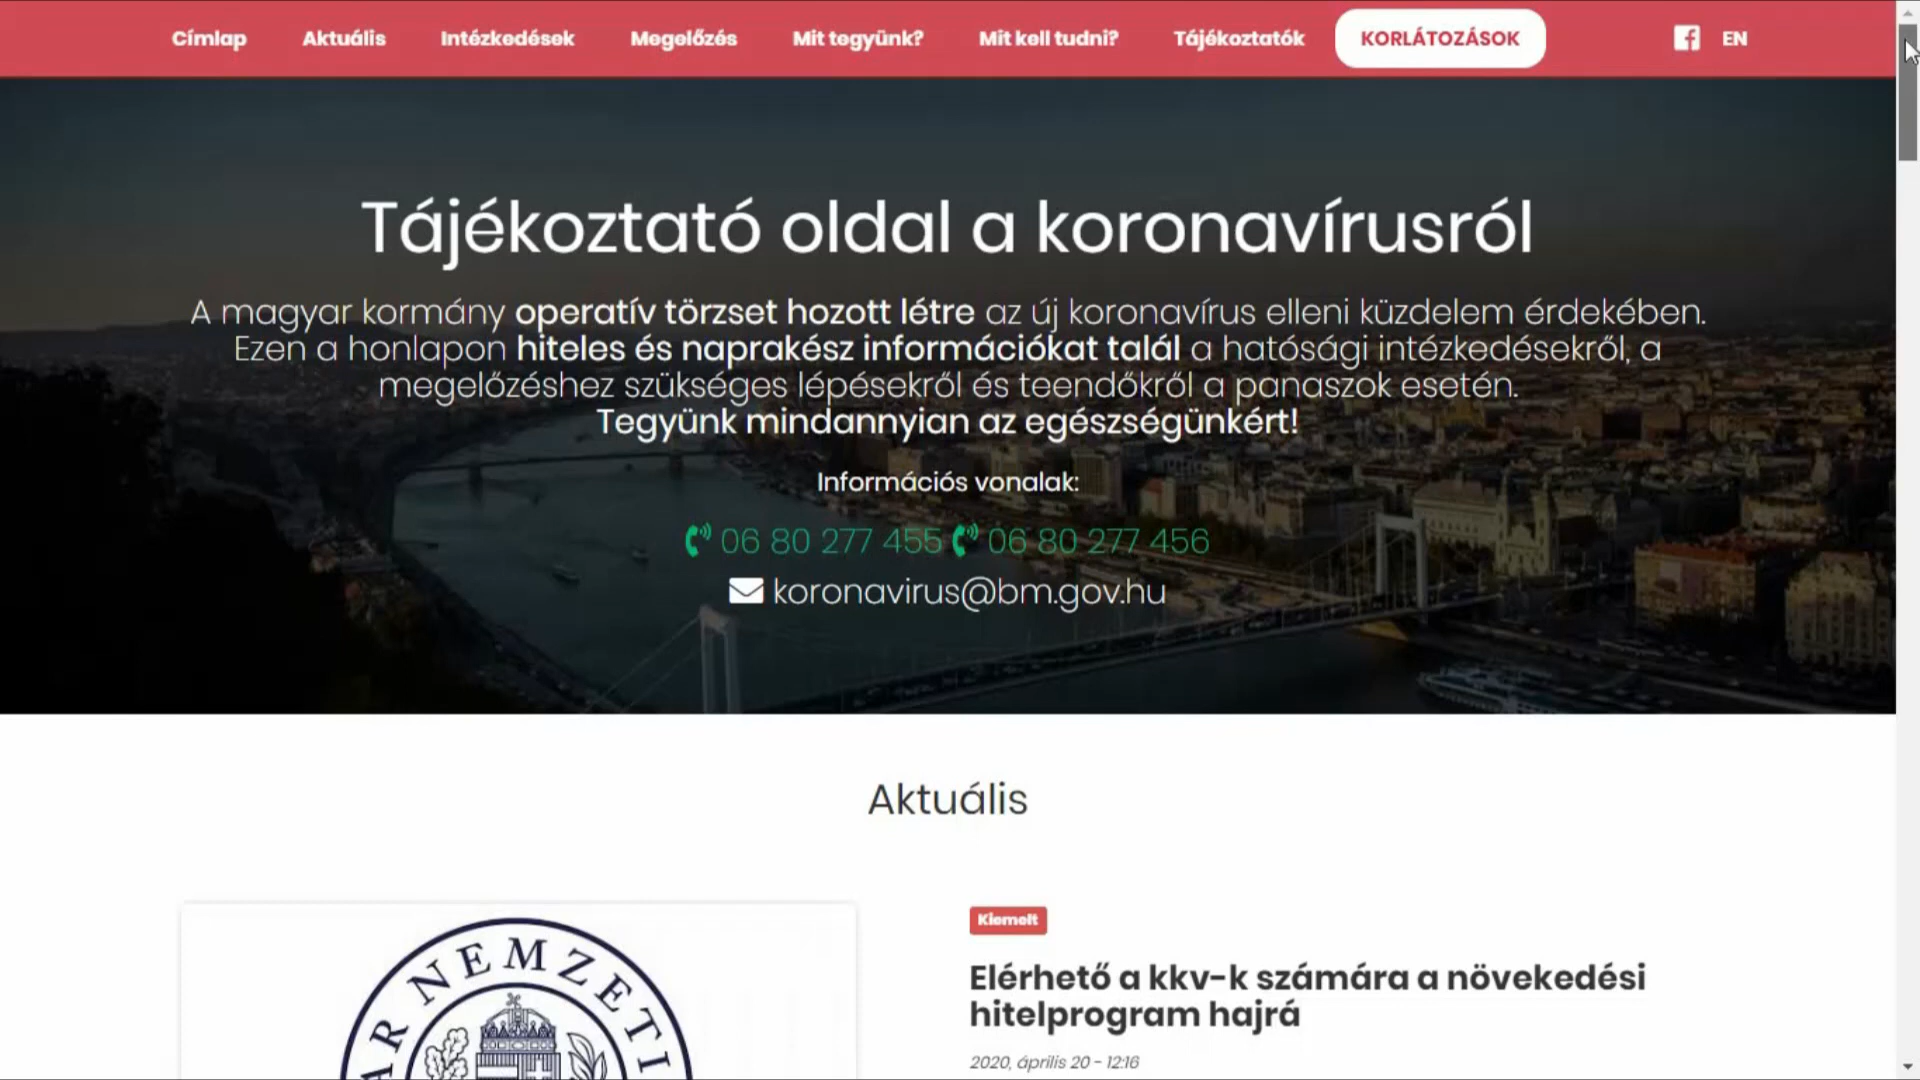 Címlap Aktuális Intézkedések Megelőzés Mit tegyünk? Mit kell tudni? Tájékoztatók KORLÁTOZÁSOK EN
Tájékoztató oldal a koronavírusról
A magyar kormány operatív törzset hozott létre az új koronavírus elleni küzdelem érdekében.
Ezen a honlapon hiteles és naprakész információkat talál a hatósági intézkedésekről, a
megelőzéshez szükséges lépésekről és teendőkről a panaszok esetén.
Tegyünk mindannyian az egészségünkért!
Információs vonalak:
06 80 277 455 06 80 277 456
koronavirus@bm.gov.hu
Aktuális
AR NEMZETI
Kiemelt
Elérhető a kkv-k számára a növekedési
hitelprogram hajrá
2020, április 20 - 12:16